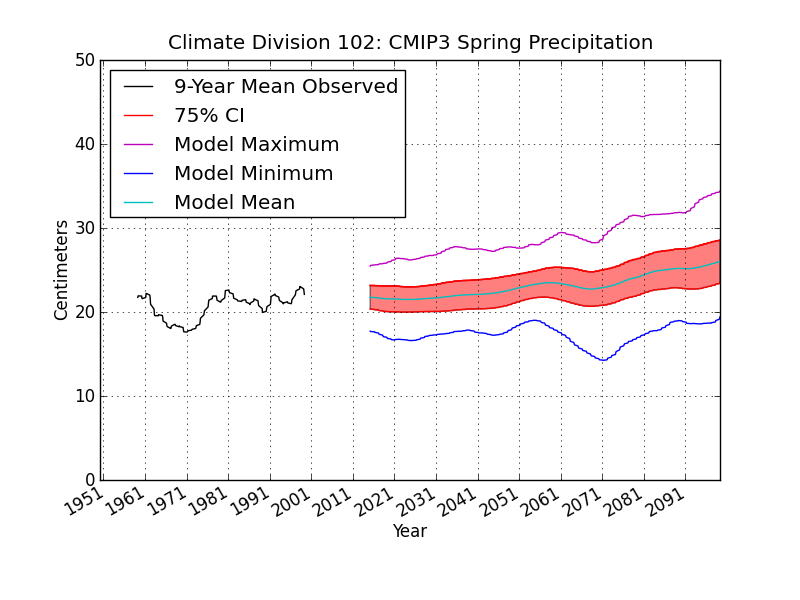 Climate Division 102: CMIP3 Spring Precipitation
50
40
30
20
10
0
Centimeters
9-Year Mean Observed
75% CI
Model Maximum
Model Minimum
Model Mean
1951 1961 1971 1981 1991 2001 2011 2021 2031 2041 2051 2061 2071 2081 2091
Year